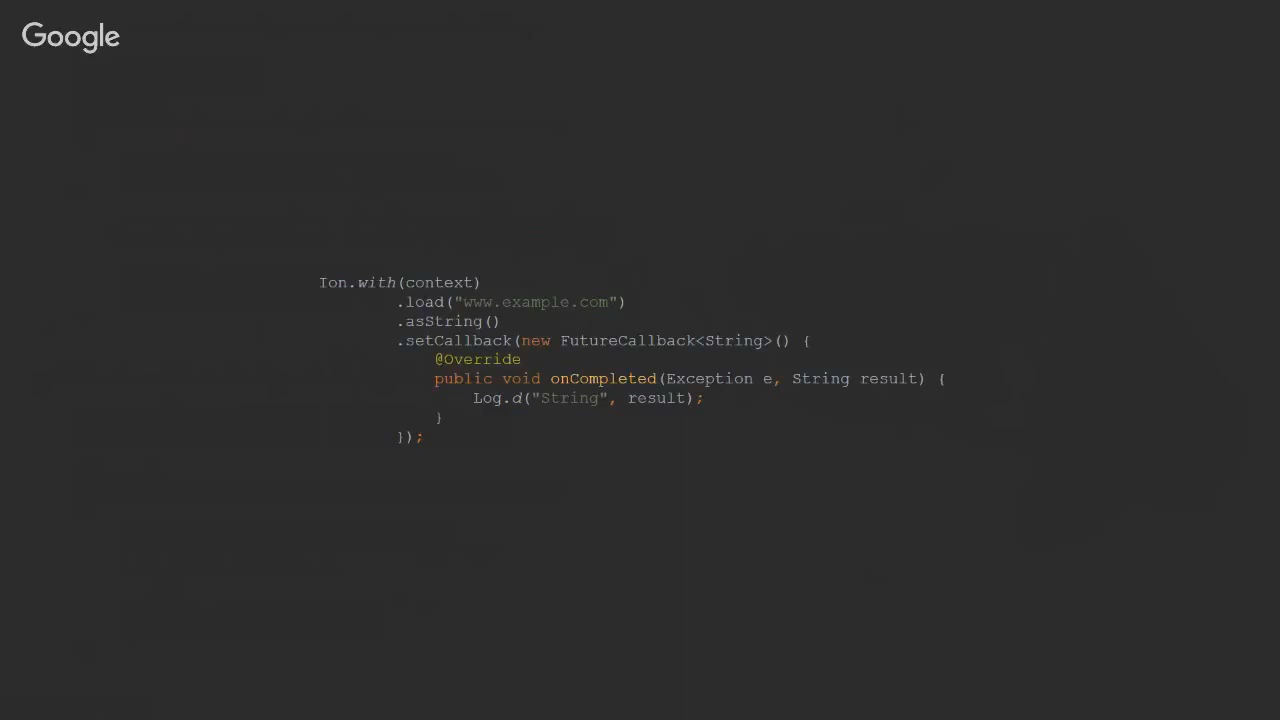 Google
Ion.with(context)
.load("www.example.com")
.asString()
.setCallback(new FutureCallback<String>() {
@Override
public void onCompleted(Exception e, String result) {
Log.d("String", result);
}
});